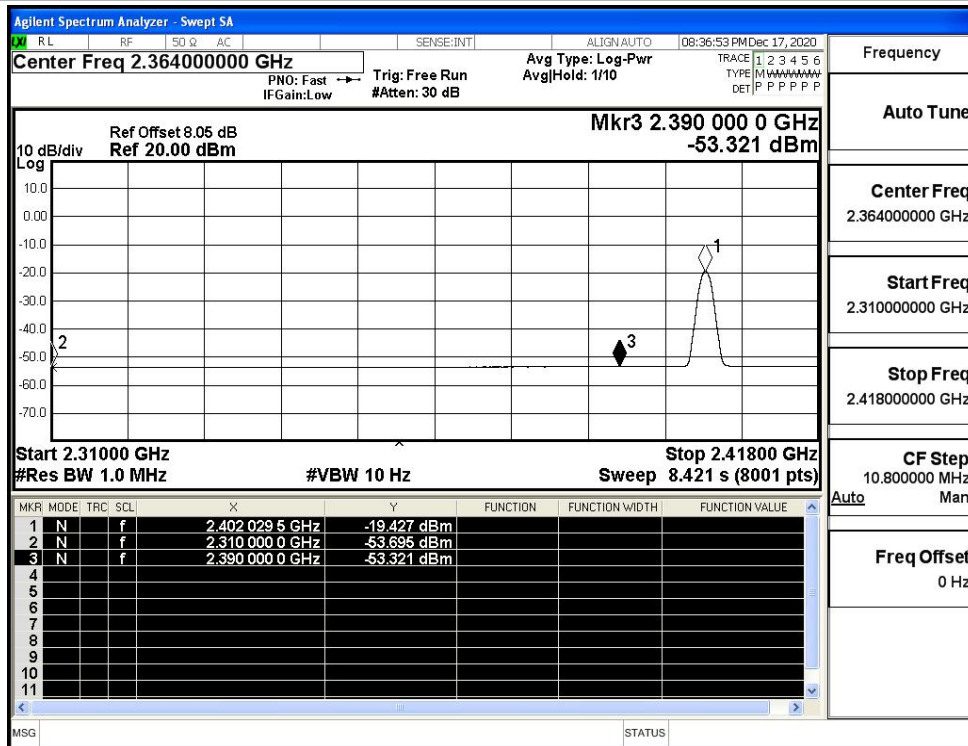 Agilent Spectrum Analyzer - Swept SA
LXI RL RF 50 Ω AC SENSE:INT ALIGN AUTO 08:36:53 PM Dec 17, 2020
Center Freq 2.364000000 GHz
PNO: Fast
IFGain:Low
Trig: Free Run
#Atten: 30 dB
Avg Type: Log-Pwr
Avg|Hold: 1/10
TRACE 1 2 3 4 5 6
TYPE M WWWWW
DET P P P P P P
Mkr3 2.390 000 0 GHz
-53.321 dBm
Ref Offset 8.05 dB
10 dB/div Ref 20.00 dBm
Log
10.0
0.00
-10.0
-20.0
-30.0
-40.0
-50.0
-60.0
-70.0
1
2
3
Start 2.31000 GHz Stop 2.41800 GHz
#Res BW 1.0 MHz #VBW 10 Hz Sweep 8.421 s (8001 pts)
MKR MODE TRC SCL X Y FUNCTION FUNCTION WIDTH FUNCTION VALUE
1 N f 2.402 029 5 GHz -19.427 dBm
2 N f 2.310 000 0 GHz -53.695 dBm
3 N f 2.390 000 0 GHz -53.321 dBm
4
5
6
7
8
9
10
11
MSG STATUS
Frequency
Auto Tune
Center Freq
2.364000000 GHz
Start Freq
2.310000000 GHz
Stop Freq
2.418000000 GHz
CF Step
10.800000 MHz
Auto Man
Freq Offset
0 Hz